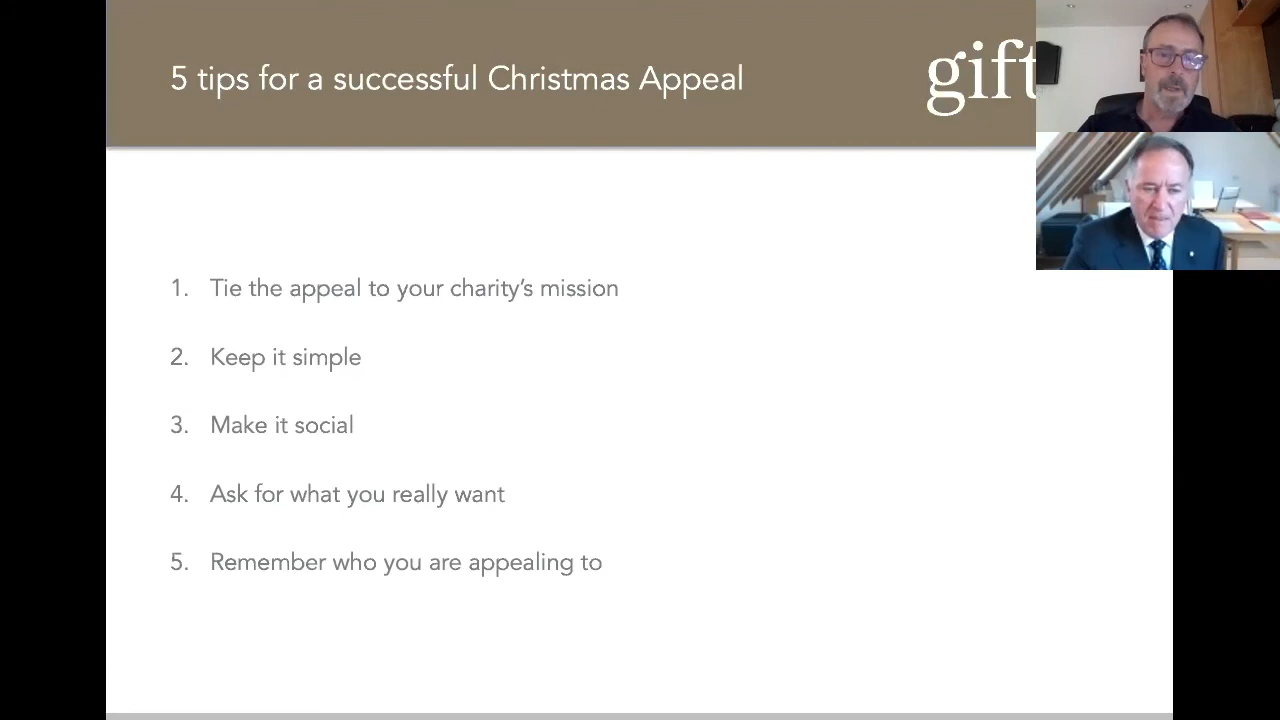 5 tips for a successful Christmas Appeal
gift
1. Tie the appeal to your charity’s mission
2. Keep it simple
3. Make it social
4. Ask for what you really want
5. Remember who you are appealing to